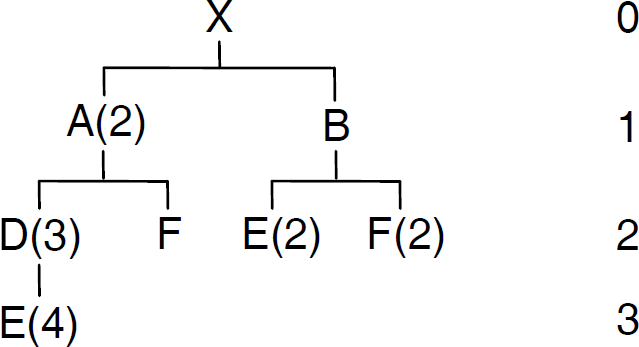 X 0
A(2) B 1
D(3) F E(2) F(2) 2
E(4) 3